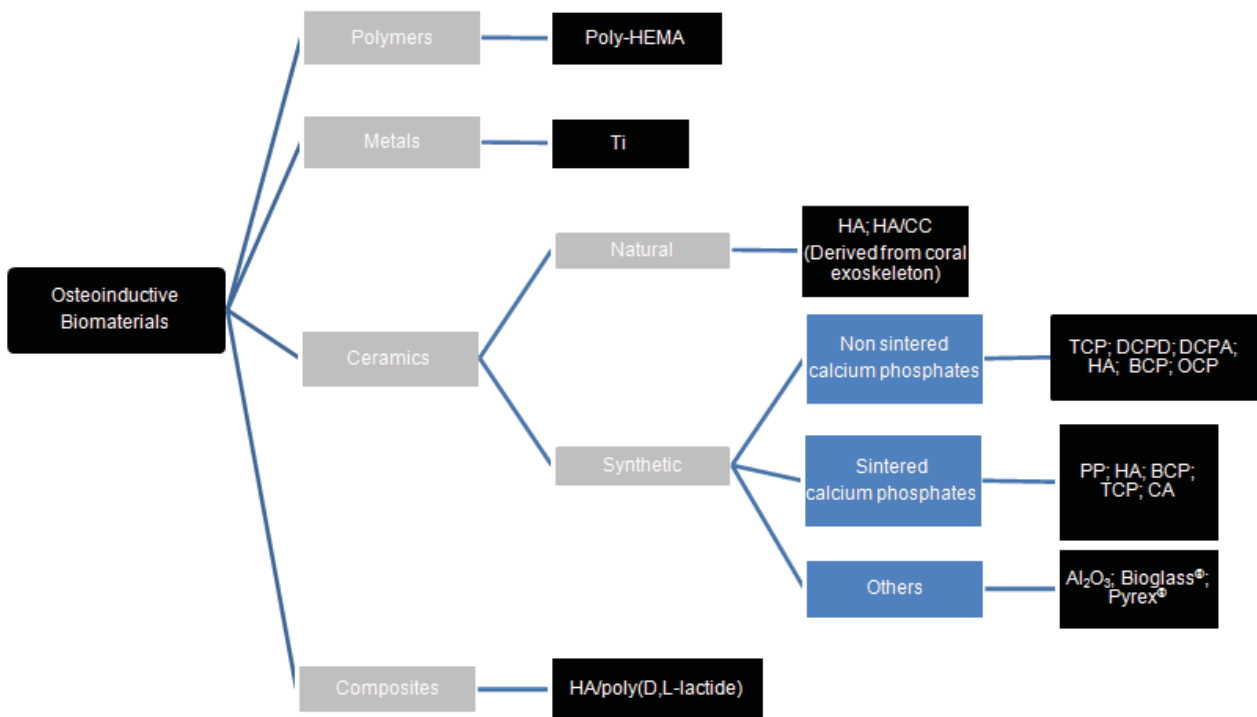 Polymers
Poly-HEMA
Metals
Ti
Natural
HA; HA/CC
(Derived from coral
exoskeleton)
Osteoinductive
Biomaterials
Ceramics
Non sintered
calcium phosphates
TCP; DCPD; DCPA;
HA; BCP; OCP
Synthetic
Sintered
calcium phosphates
PP; HA; BCP;
TCP; CA
Others
Al₂O₃; Bioglass®;
Pyrex®
Composites
HA/poly(D,L-lactide)